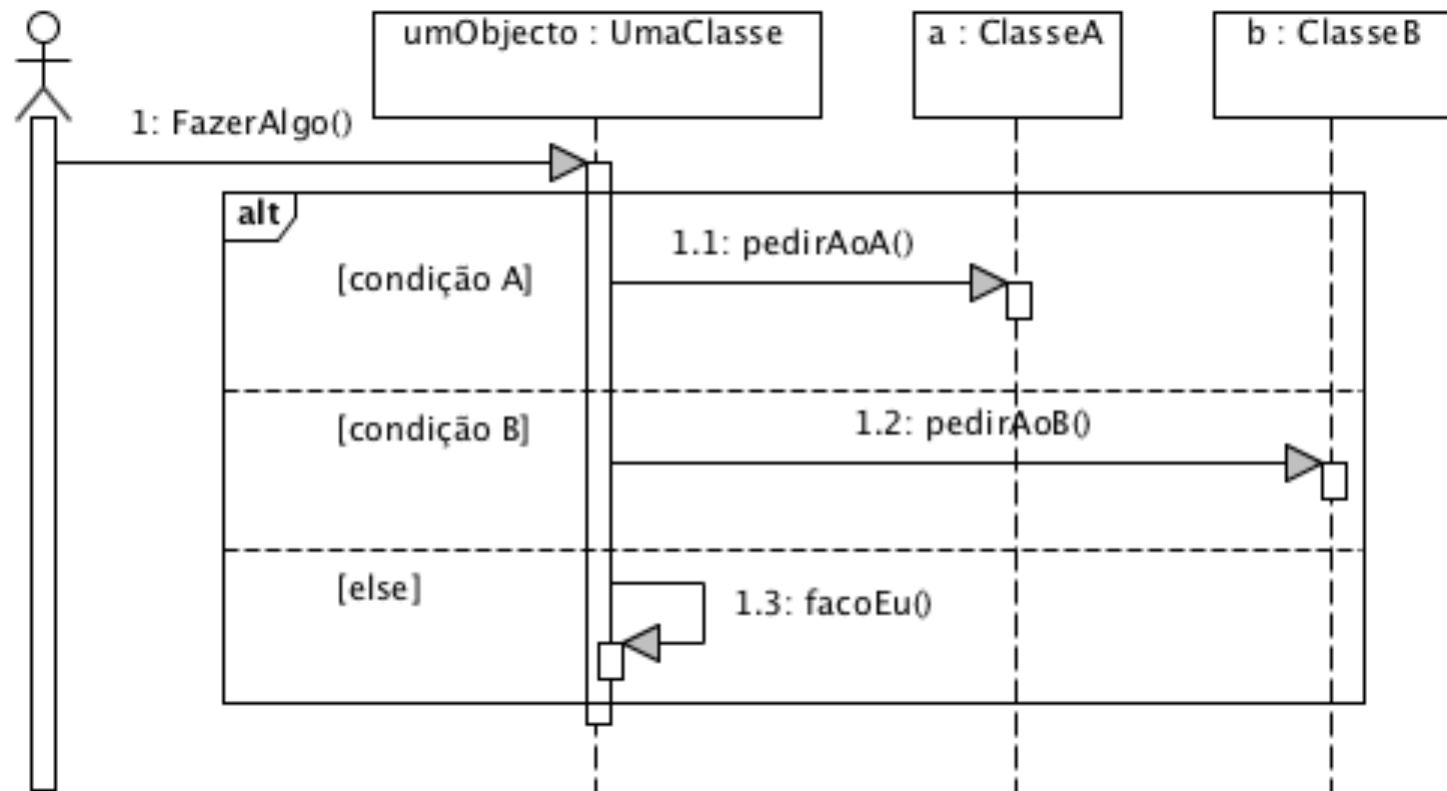 umObjecto : UmaClasse
a : ClasseA
b : ClasseB
1: FazerAlgo()
alt
1.1: pedirAoA()
[condição A]
1.2: pedirAoB()
[condição B]
[else]
1.3: facoEu()